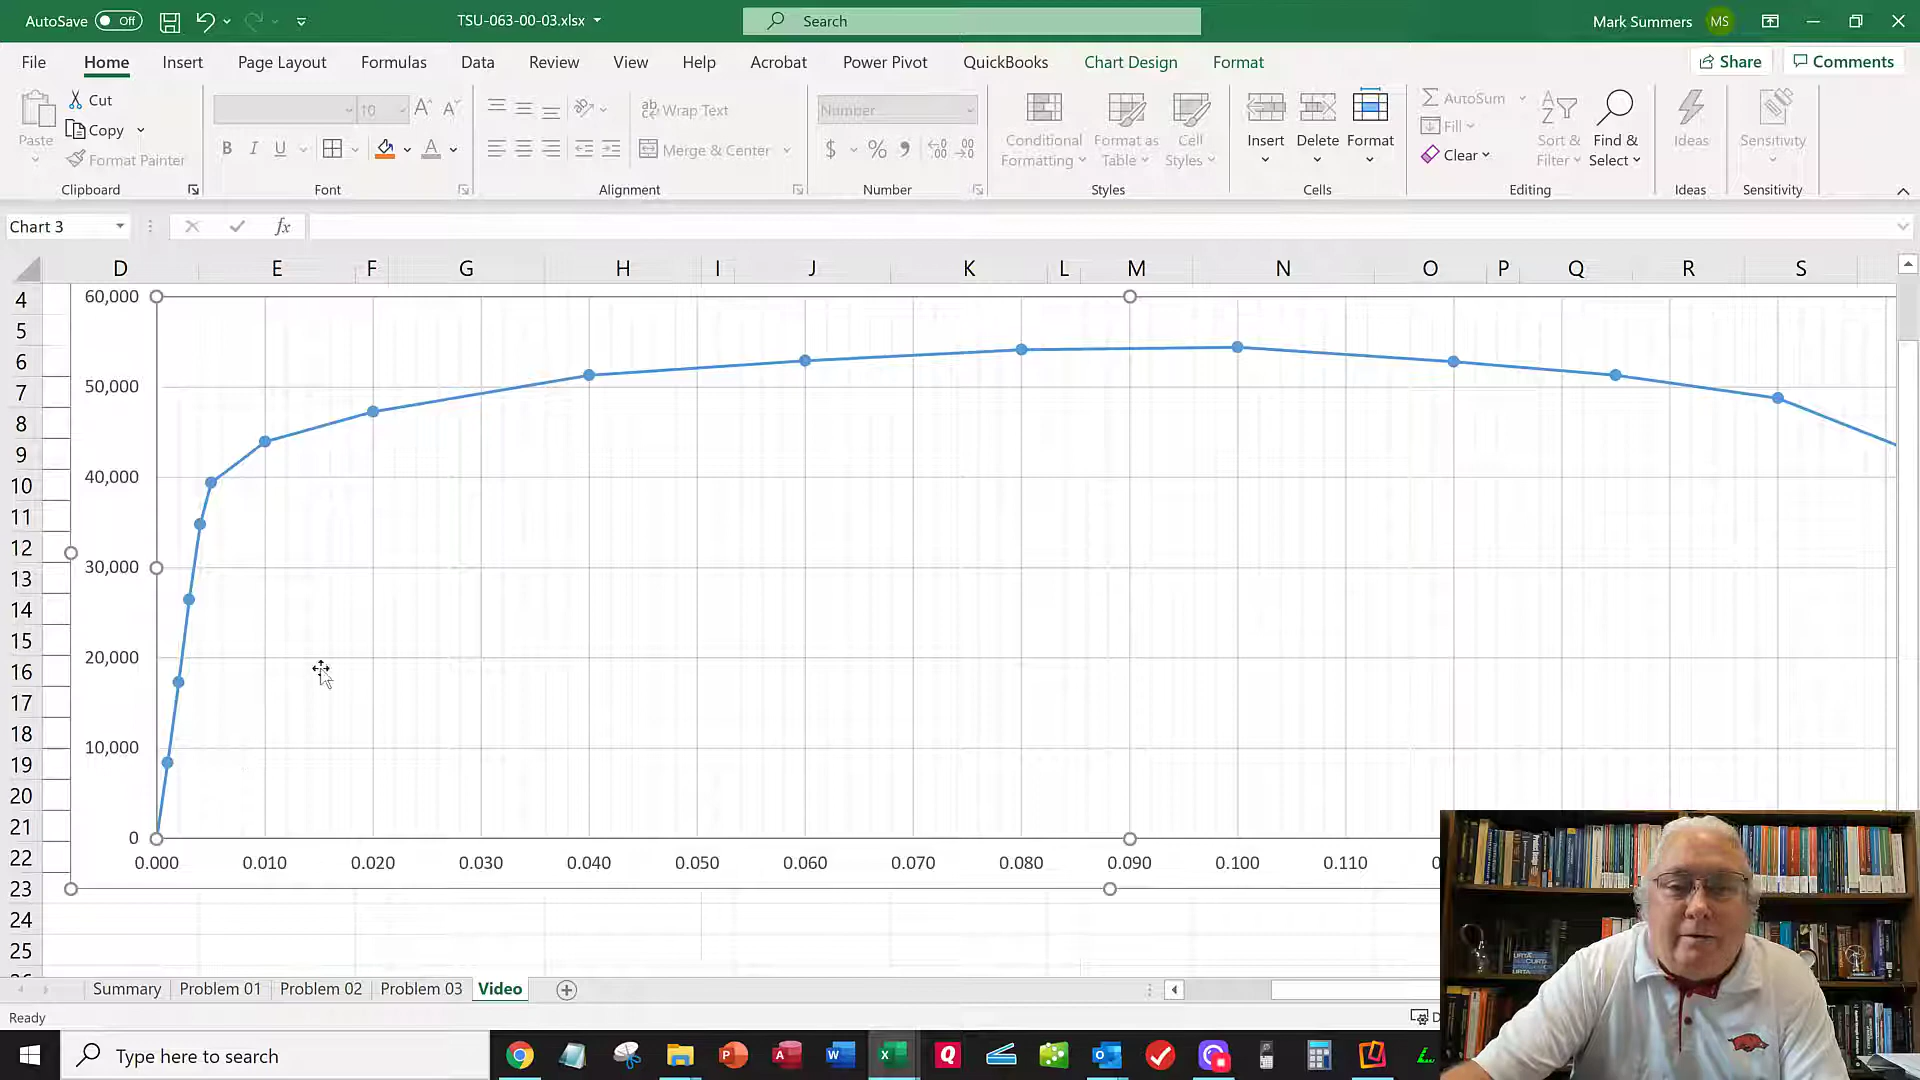 AutoSave Off TSU-063-00-03.xlsx Search Mark Summers MS
File Home Insert Page Layout Formulas Data Review View Help Acrobat Power Pivot QuickBooks Chart Design Format Share Comments
Paste
Cut
Copy
Format Painter
Clipboard
10
B I U A
Font
ab Wrap Text
Merge & Center
Alignment
Number
$ % 9
Number
Conditional Formatting
Format as Table
Cell Styles
Styles
Insert
Delete
Format
Cells
AutoSum
Fill
Clear
Sort & Filter
Find & Select
Editing
Ideas
Ideas
Sensitivity
Sensitivity
Chart 3 fx
D E F G H I J K L M N O P Q R S
4
5
6
7
8
9
10
11
12
13
14
15
16
17
18
19
20
21
22
23
24
25
60,000
50,000
40,000
30,000
20,000
10,000
0
0.000 0.010 0.020 0.030 0.040 0.050 0.060 0.070 0.080 0.090 0.100 0.110
Summary Problem 01 Problem 02 Problem 03 Video
Ready
Type here to search